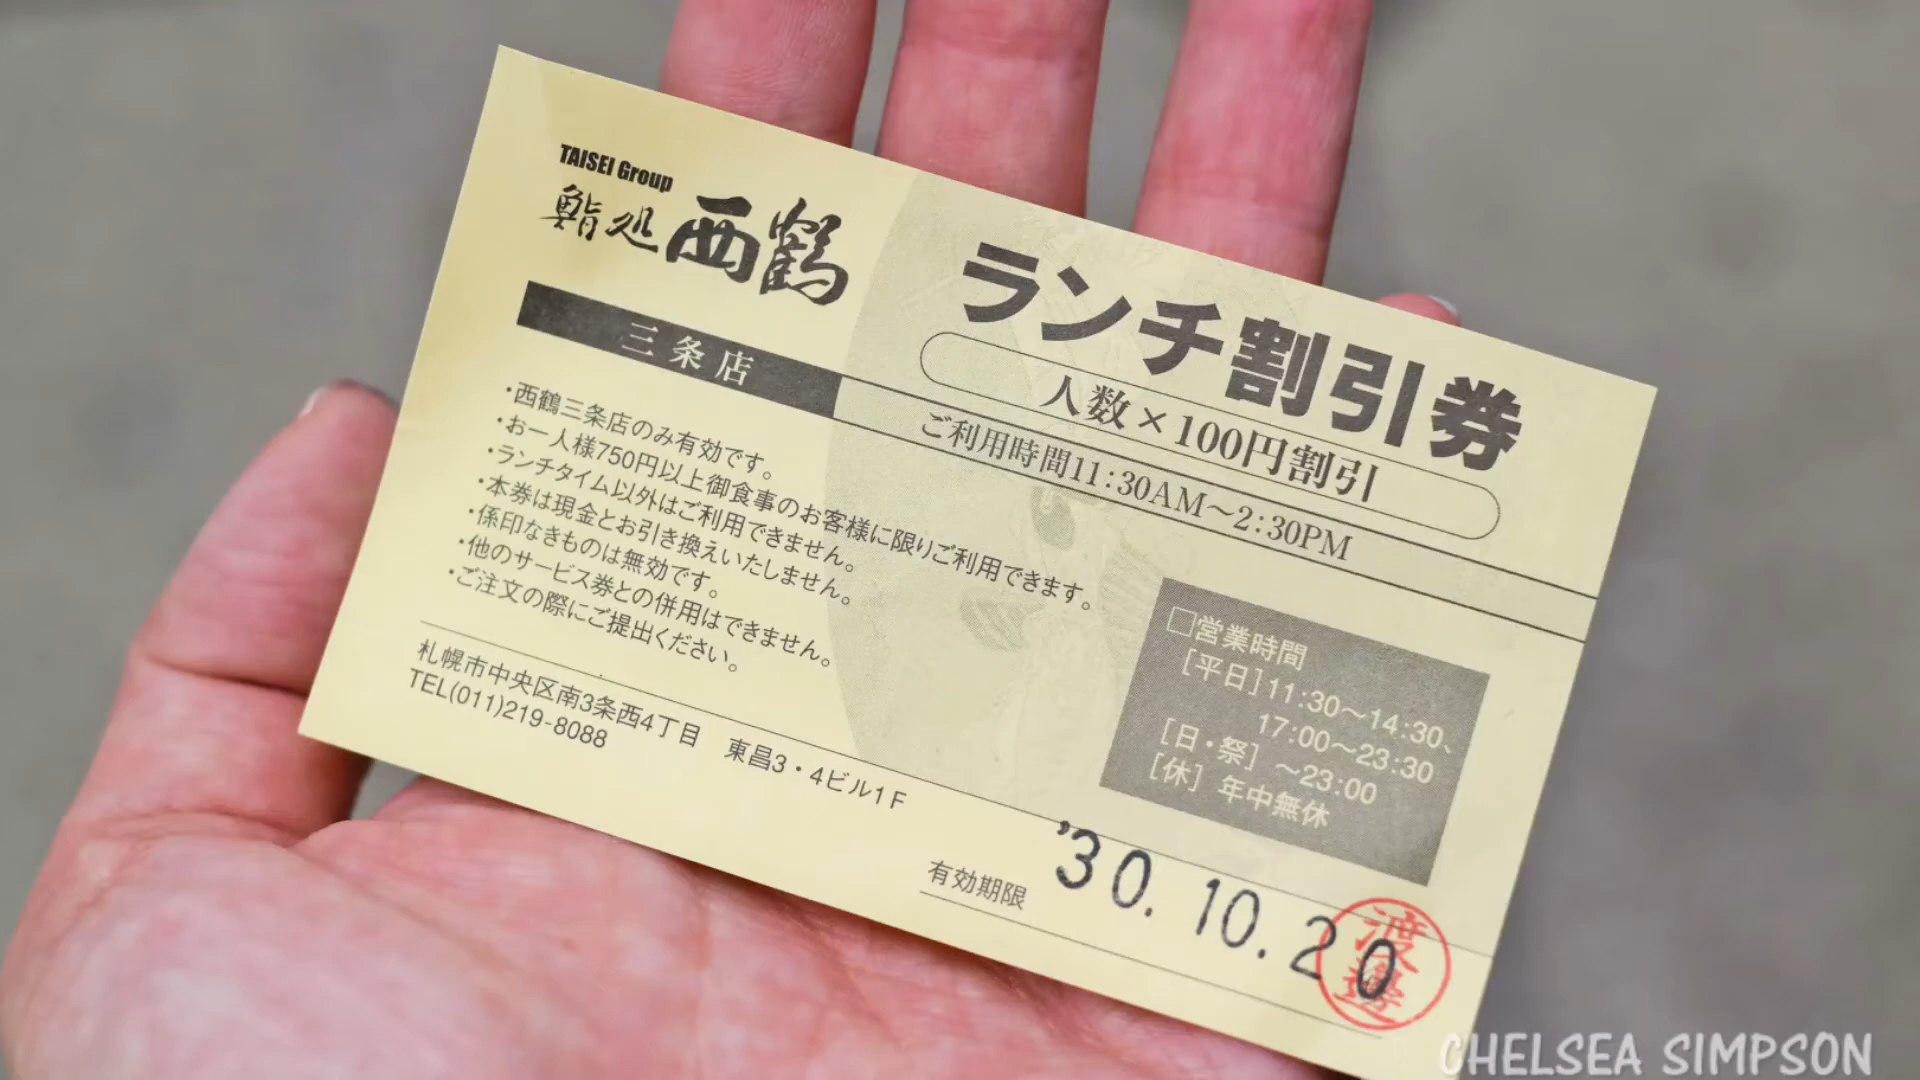 TAISEI Group
鮨処 西鶴
三条店
ランチ割引券
人数×100円割引
ご利用時間11:30AM〜2:30PM
・西鶴三条店のみ有効です。
・お一人様750円以上御食事のお客様に限りご利用できます。
・ランチタイム以外はご利用できません。
・本券は現金とお引き換えいたしません。
・係印なきものは無効です。
・他のサービス券との併用はできません。
・ご注文の際にご提出ください。
札幌市中央区南3条西4丁目 東昌3・4ビル1F
TEL(011)219-8088
□営業時間
[平日]11:30〜14:30、
17:00〜23:30
[日・祭] 〜23:00
[休] 年中無休
有効期限 '30.10.20
渡邊
CHELSEA SIMPSON